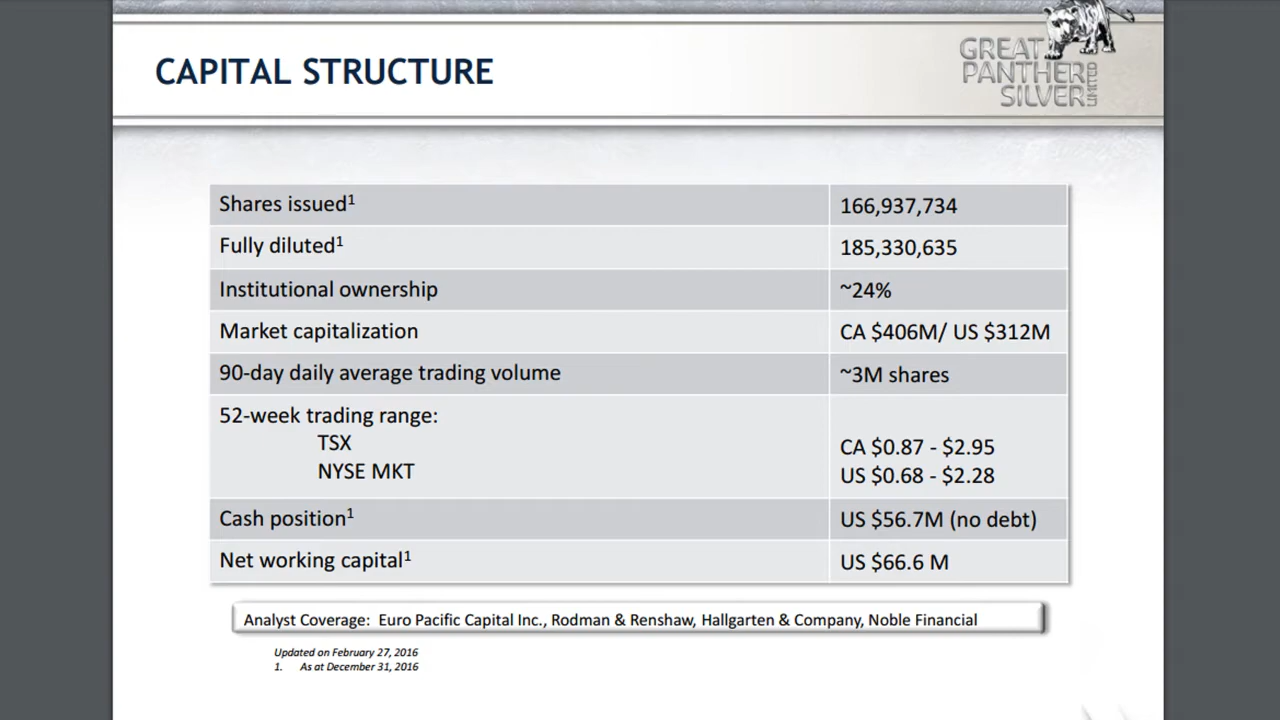 CAPITAL STRUCTURE
GREAT
PANTHER
SILVER LIMITED
Shares issued1 166,937,734
Fully diluted1 185,330,635
Institutional ownership ~24%
Market capitalization CA $406M/ US $312M
90-day daily average trading volume ~3M shares
52-week trading range:
TSX CA $0.87 - $2.95
NYSE MKT US $0.68 - $2.28
Cash position1 US $56.7M (no debt)
Net working capital1 US $66.6 M
Analyst Coverage: Euro Pacific Capital Inc., Rodman & Renshaw, Hallgarten & Company, Noble Financial
Updated on February 27, 2016
1. As at December 31, 2016